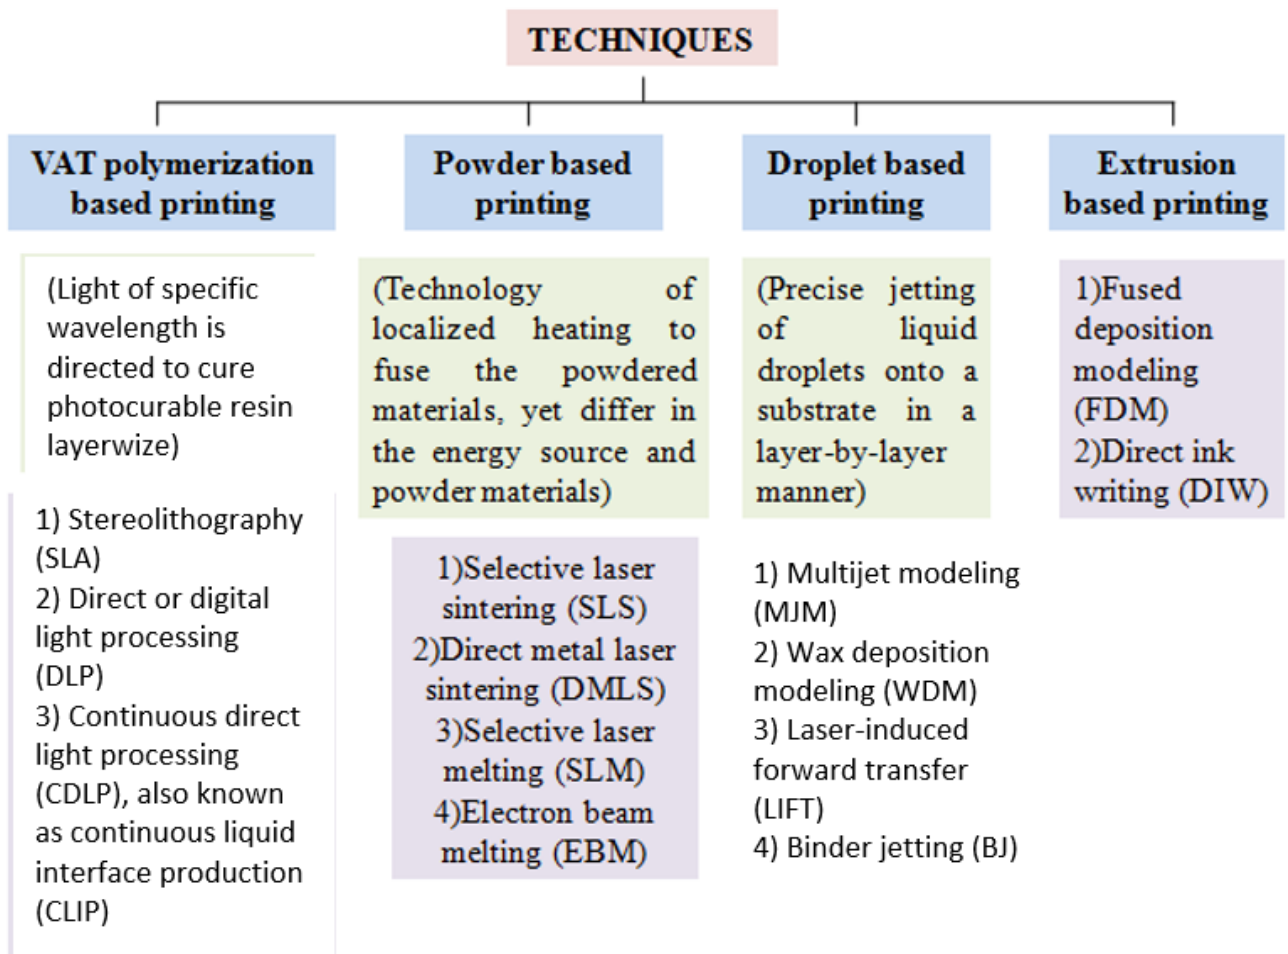 TECHNIQUES
VAT polymerization
based printing
(Light of specific
wavelength is
directed to cure
photocurable resin
layerwize)
1) Stereolithography
(SLA)
2) Direct or digital
light processing
(DLP)
3) Continuous direct
light processing
(CDLP), also known
as continuous liquid
interface production
(CLIP)
Powder based
printing
(Technology of
localized heating to
fuse the powdered
materials, yet differ in
the energy source and
powder materials)
1)Selective laser
sintering (SLS)
2)Direct metal laser
sintering (DMLS)
3)Selective laser
melting (SLM)
4)Electron beam
melting (EBM)
Droplet based
printing
(Precise jetting
of liquid
droplets onto a
substrate in a
layer-by-layer
manner)
1) Multijet modeling
(MJM)
2) Wax deposition
modeling (WDM)
3) Laser-induced
forward transfer
(LIFT)
4) Binder jetting (BJ)
Extrusion
based printing
1)Fused
deposition
modeling
(FDM)
2)Direct ink
writing (DIW)